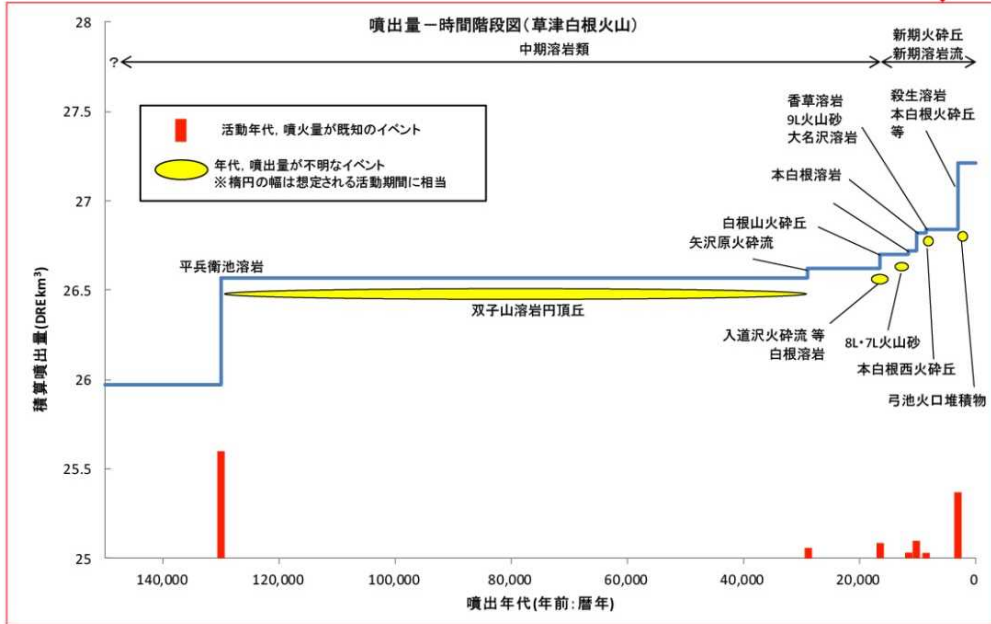 噴出量－時間階段図(草津白根火山)
中期溶岩類
?
新期火砕丘
新期溶岩流
活動年代，噴火量が既知のイベント
年代，噴出量が不明なイベント
※楕円の幅は想定される活動期間に相当
香草溶岩
9L火山砂
大名沢溶岩
殺生溶岩
本白根火砕丘
等
本白根溶岩
白根山火砕丘
矢沢原火砕流
平兵衛池溶岩
双子山溶岩円頂丘
入道沢火砕流 等
白根溶岩
8L・7L火山砂
本白根西火砕丘
弓池火口堆積物
積算噴出量(DREkm³)
28
27.5
27
26.5
26
25.5
25
140,000
120,000
100,000
80,000
60,000
40,000
20,000
0
噴出年代(年前:暦年)